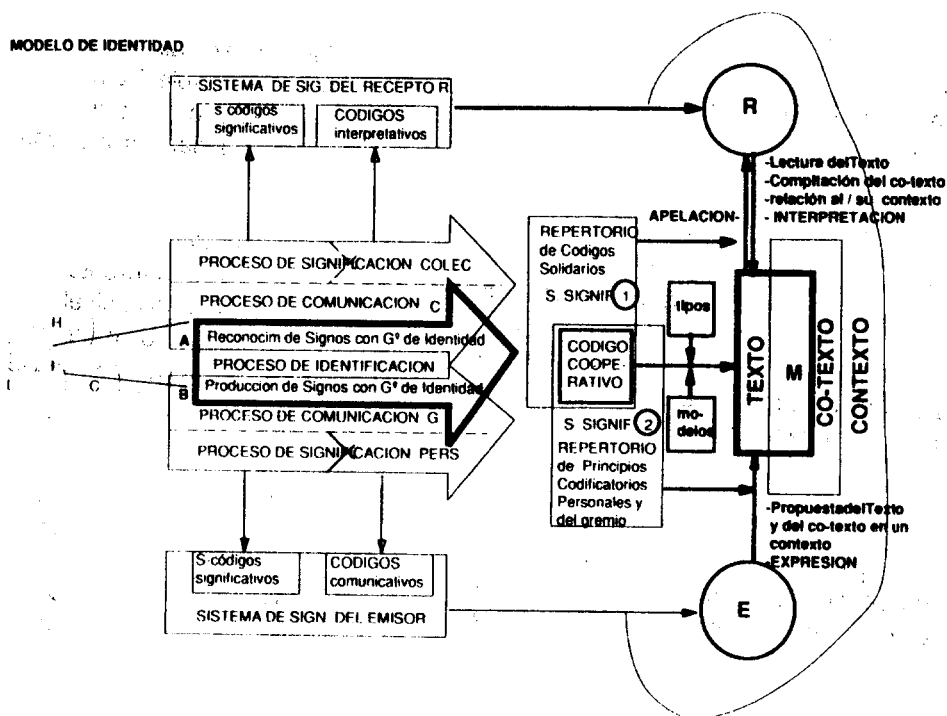 MODELO DE IDENTIDAD
SISTEMA DE SIG DEL RECEPTOR
s códigos
significativos
CODIGOS
interpretativos
R
-Lectura delTexto
-Compilación del co-texto
-relación al / su contexto
- INTERPRETACION
APELACION-
PROCESO DE SIGNIFICACION COLEC
PROCESO DE COMUNICACION C
A
Reconocim de Signos con Gº de Identidad
PROCESO DE IDENTIFICACION
B
Produccion de Signos con Gº de Identidad
PROCESO DE COMUNICACION G
PROCESO DE SIGNIFICACION PERS
H
I
C
REPERTORIO
de Codigos
Solidarios
S SIGNIF 1
CODIGO
COOPE-
RATIVO
S SIGNIF 2
REPERTORIO
de Principios
Codificatorios
Personales y
del gremio
tipos
mo-
delos
TEXTO
M
CO-TEXTO
CONTEXTO
-PropuestadelTexto
y del co-texto en un
contexto
-EXPRESION
E
S códigos
significativos
CODIGOS
comunicativos
SISTEMA DE SIGN DEL EMISOR